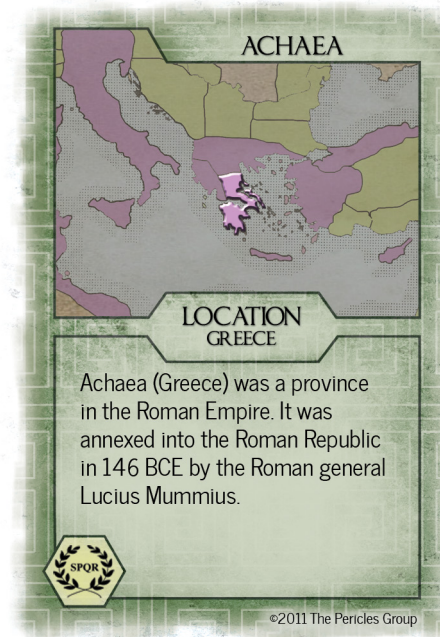 ACHAEA
LOCATION
GREECE
Achaea (Greece) was a province
in the Roman Empire. It was
annexed into the Roman Republic
in 146 BCE by the Roman general
Lucius Mummius.
SPQR
©2011 The Pericles Group